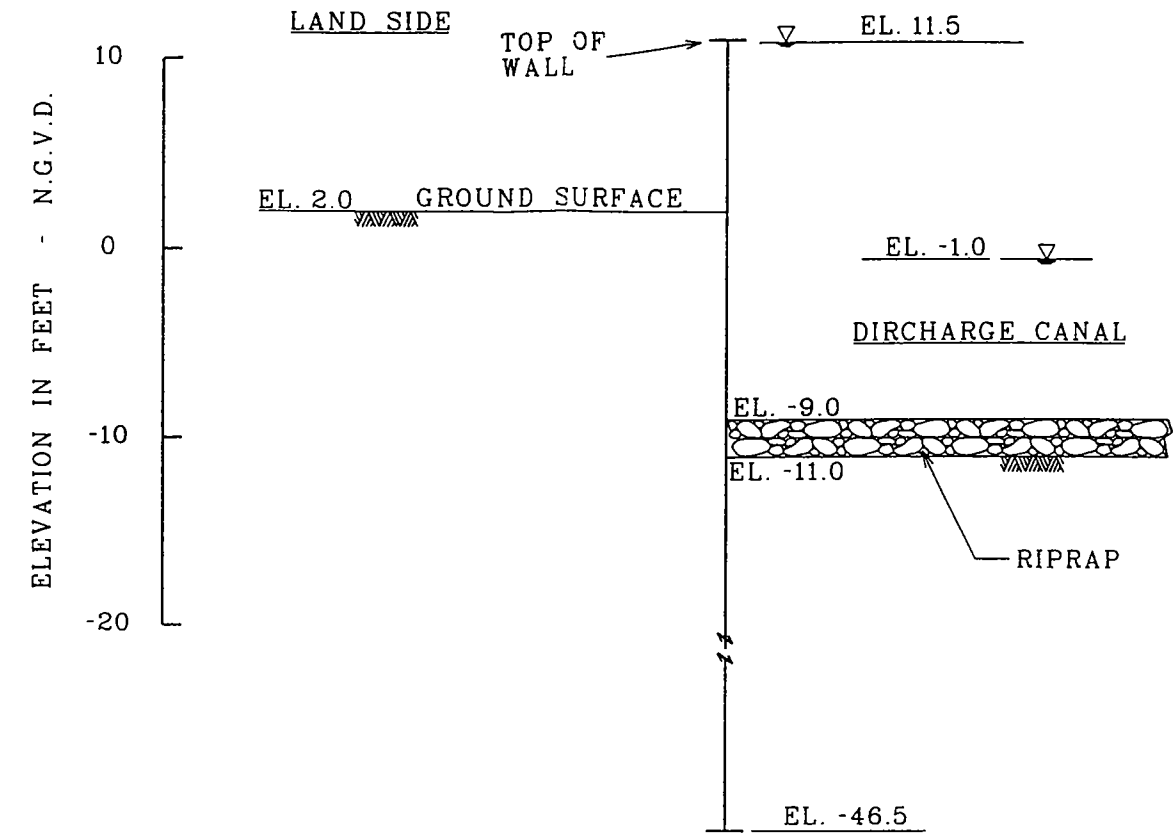 LAND SIDE
TOP OF
WALL
EL. 11.5
10
ELEVATION IN FEET - N.G.V.D.
EL. 2.0 GROUND SURFACE
0
EL. -1.0
DIRCHARGE CANAL
EL. -9.0
-10
EL. -11.0
RIPRAP
-20
EL. -46.5